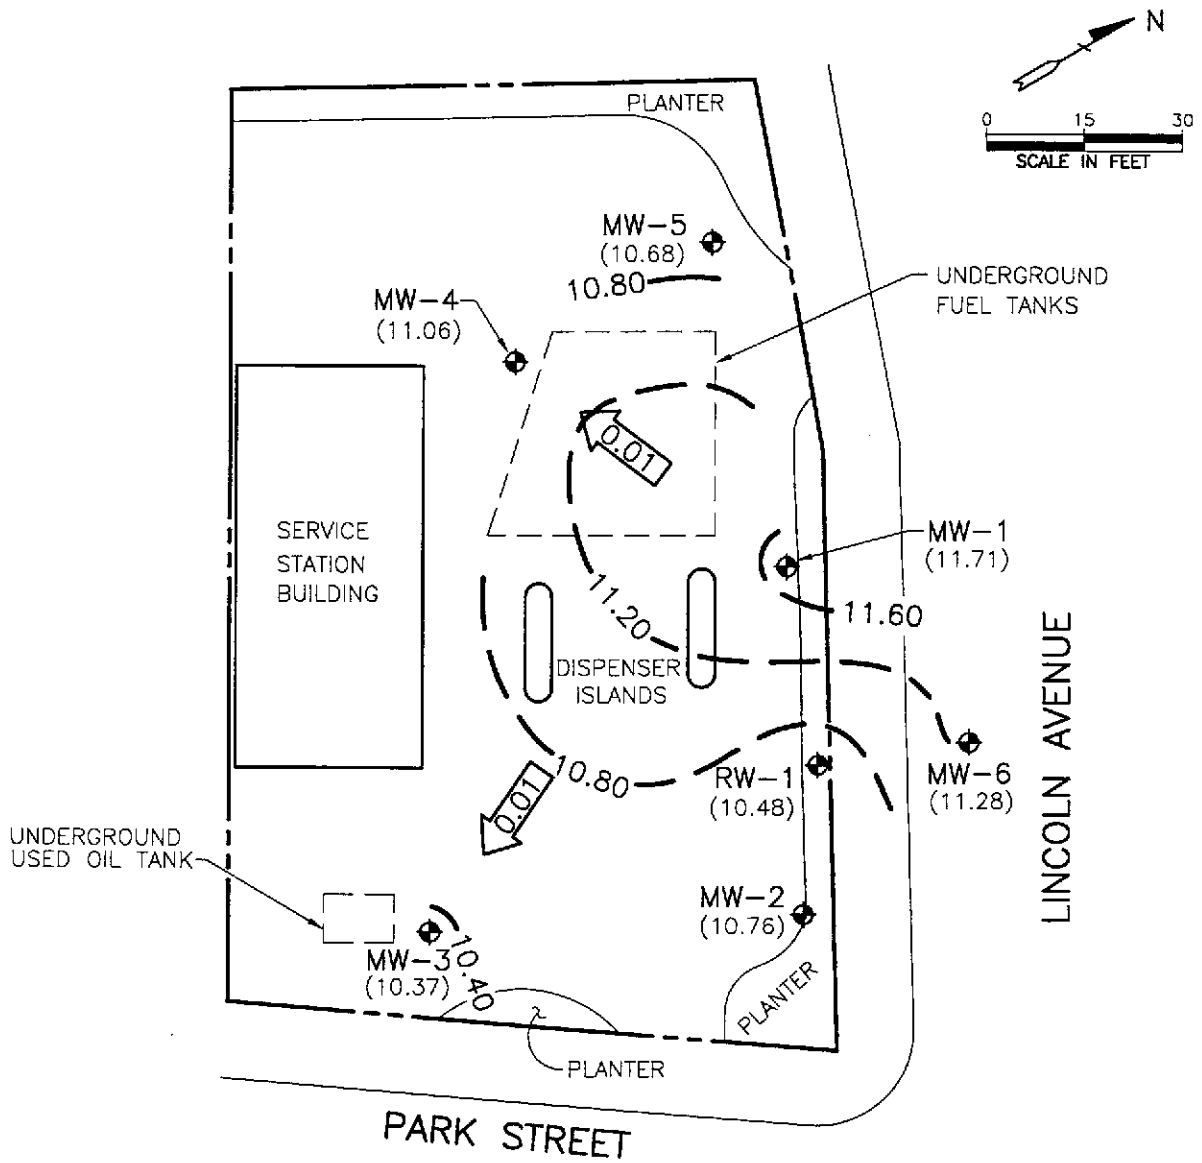 N
0 15 30
SCALE IN FEET
PLANTER
MW-5
(10.68)
10.80
UNDERGROUND
FUEL TANKS
MW-4
(11.06)
0.01
SERVICE
STATION
BUILDING
MW-1
(11.71)
11.60
11.20
DISPENSER
ISLANDS
LINCOLN AVENUE
10.80
RW-1
(10.48)
MW-6
(11.28)
0.01
UNDERGROUND
USED OIL TANK
MW-2
(10.76)
MW-3
(10.37)
10.40
PLANTER
PLANTER
PARK STREET